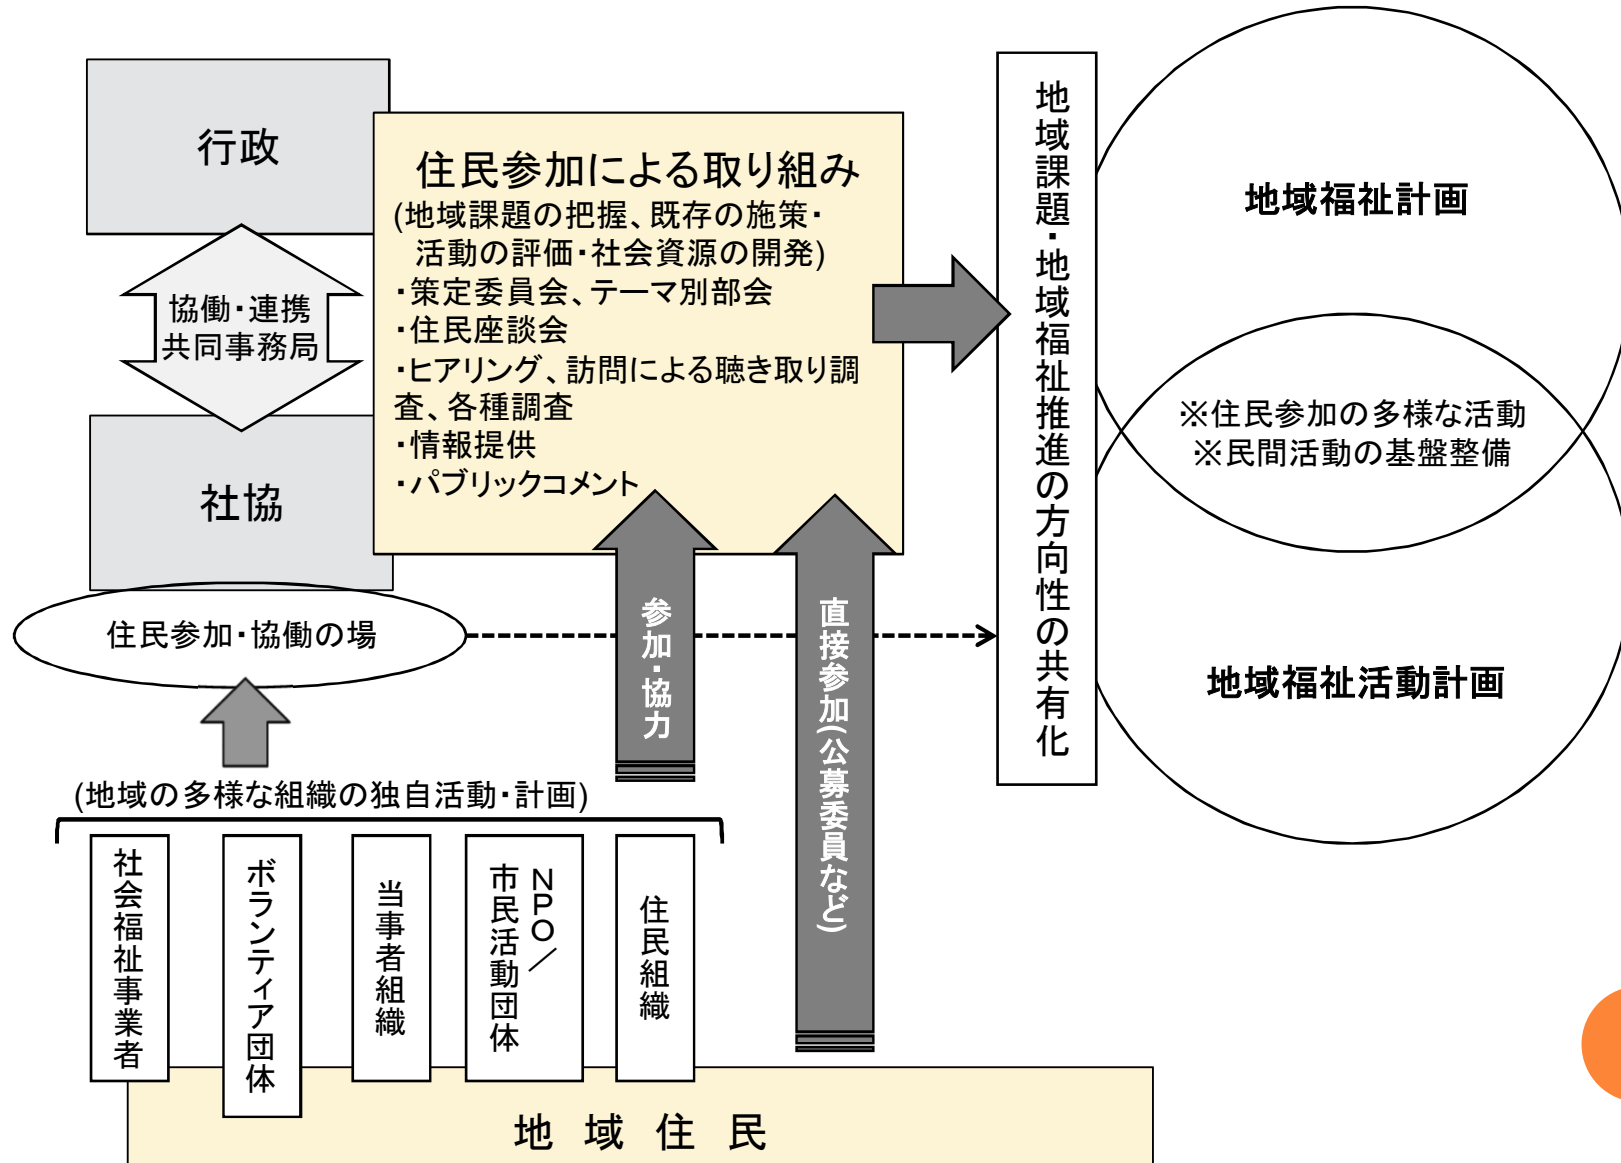 行政
協働・連携
共同事務局
社協
住民参加・協働の場
住民参加による取り組み
(地域課題の把握、既存の施策・
活動の評価・社会資源の開発)
・策定委員会、テーマ別部会
・住民座談会
・ヒアリング、訪問による聴き取り調
査、各種調査
・情報提供
・パブリックコメント
参加・協力
直接参加(公募委員など)
地域課題・地域福祉推進の方向性の共有化
地域福祉計画
※住民参加の多様な活動
※民間活動の基盤整備
地域福祉活動計画
(地域の多様な組織の独自活動・計画)
社会福祉事業者
ボランティア団体
当事者組織
NPO／
市民活動団体
住民組織
地域住民